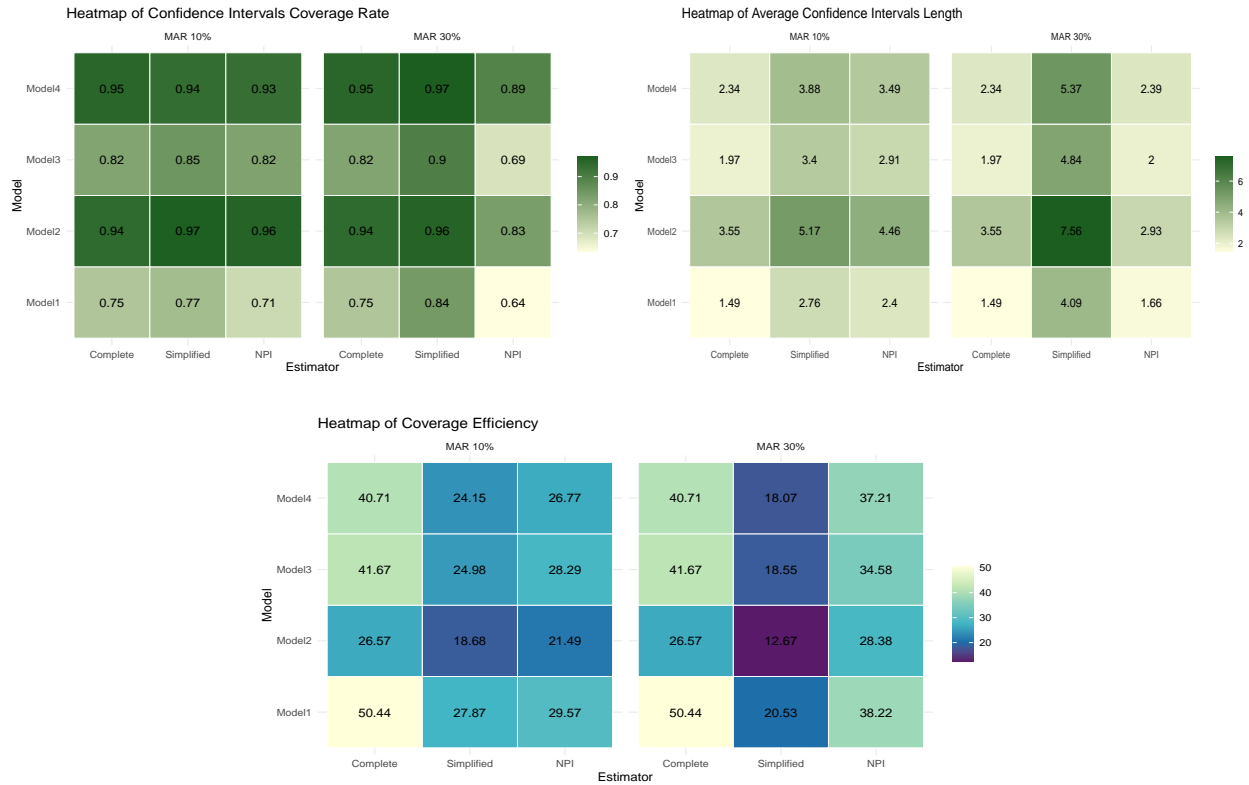 Heatmap of Confidence Intervals Coverage Rate
MAR 10% MAR 30%
Model4 0.95 0.94 0.93 0.95 0.97 0.89
Model3 0.82 0.85 0.82 0.82 0.9 0.69
Model2 0.94 0.97 0.96 0.94 0.96 0.83
Model1 0.75 0.77 0.71 0.75 0.84 0.64
Complete Simplified NPI Complete Simplified NPI
Estimator
Model
0.9
0.8
0.7
Heatmap of Average Confidence Intervals Length
MAR 10% MAR 30%
Model4 2.34 3.88 3.49 2.34 5.37 2.39
Model3 1.97 3.4 2.91 1.97 4.84 2
Model2 3.55 5.17 4.46 3.55 7.56 2.93
Model1 1.49 2.76 2.4 1.49 4.09 1.66
Complete Simplified NPI Complete Simplified NPI
Estimator
Model
6
4
2
Heatmap of Coverage Efficiency
MAR 10% MAR 30%
Model4 40.71 24.15 26.77 40.71 18.07 37.21
Model3 41.67 24.98 28.29 41.67 18.55 34.58
Model2 26.57 18.68 21.49 26.57 12.67 28.38
Model1 50.44 27.87 29.57 50.44 20.53 38.22
Complete Simplified NPI Complete Simplified NPI
Estimator
Model
50
40
30
20